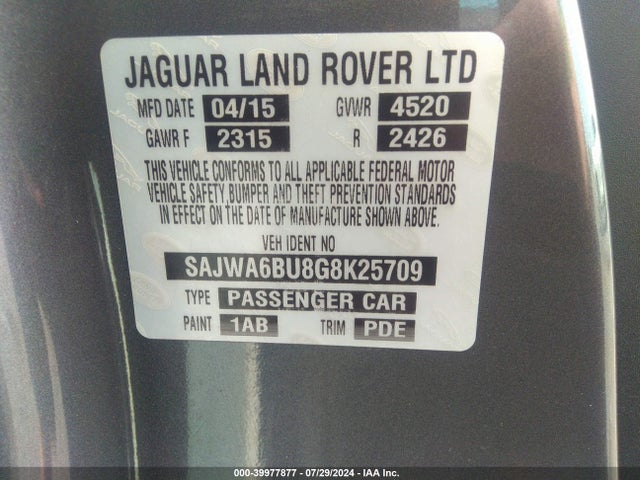 JAGUAR LAND ROVER LTD
MFD DATE 04/15 GVWR 4520
GAWR F 2315 R 2426
THIS VEHICLE CONFORMS TO ALL APPLICABLE FEDERAL MOTOR
VEHICLE SAFETY,BUMPER AND THEFT PREVENTION STANDARDS
IN EFFECT ON THE DATE OF MANUFACTURE SHOWN ABOVE.
VEH IDENT NO
SAJWA6BU8G8K25709
TYPE PASSENGER CAR
PAINT 1AB TRIM PDE
000-39977877 - 07/29/2024 - IAA Inc.